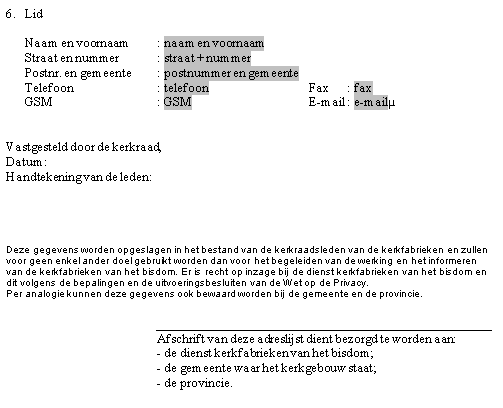 6. Lid
Naam en voornaam : naam en voornaam
Straat en nummer : straat + nummer
Postnr. en gemeente : postnummer en gemeente
Telefoon : telefoon Fax : fax
GSM : GSM E-mail : e-mailµ
Vastgesteld door de kerkraad,
Datum:
Handtekening van de leden:
Deze gegevens worden opgeslagen in het bestand van de kerkraadsleden van de kerkfabrieken en zullen
voor geen enkel ander doel gebruikt worden dan voor het begeleiden van de werking en het informeren
van de kerkfabrieken van het bisdom. Er is recht op inzage bij de dienst kerkfabrieken van het bisdom en
dit volgens de bepalingen en de uitvoeringsbesluiten van de Wet op de Privacy.
Per analogie kunnen deze gegevens ook bewaard worden bij de gemeente en de provincie.
Afschrift van deze adreslijst dient bezorgd te worden aan:
- de dienst kerkfabrieken van het bisdom;
- de gemeente waar het kerkgebouw staat;
- de provincie.